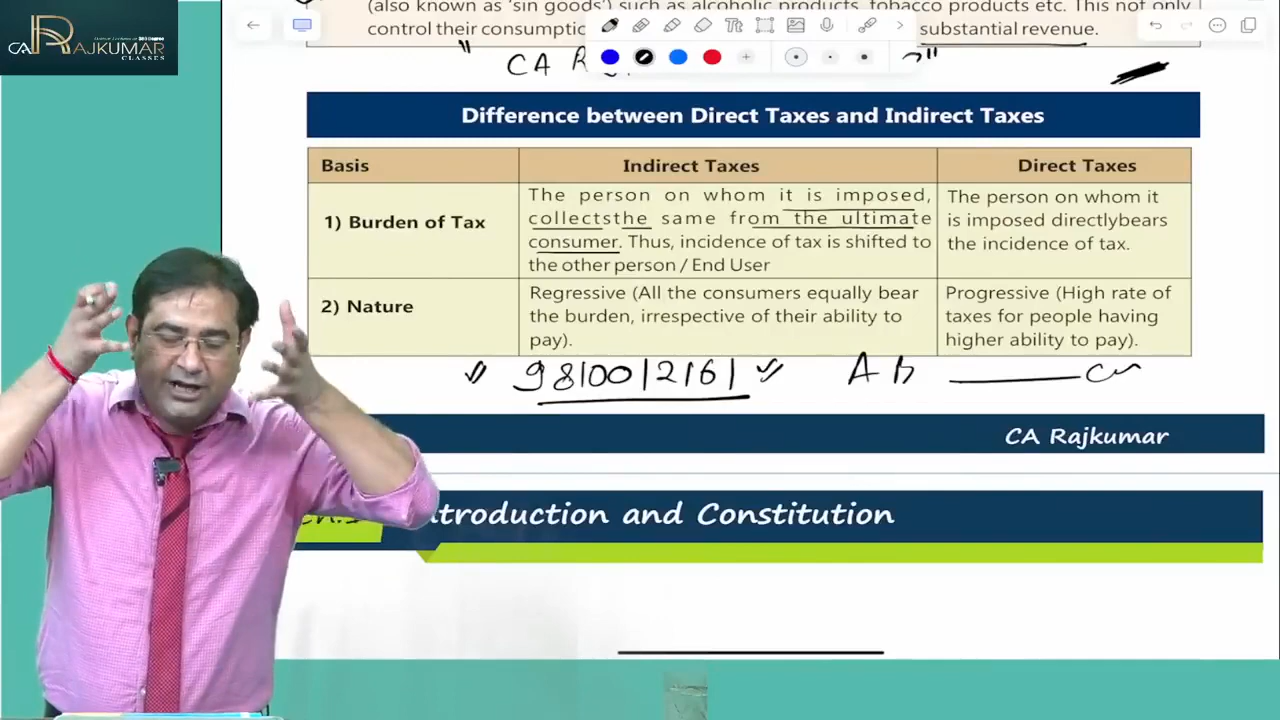 CA RAJKUMAR
CLASSES
(also known as 'sin goods') such as alcoholic products, tobacco products etc. This not only
control their consumptic substantial revenue.
" CA R "
Difference between Direct Taxes and Indirect Taxes
Basis Indirect Taxes Direct Taxes
1) Burden of Tax
The person on whom it is imposed,
collectsthe same from the ultimate
consumer. Thus, incidence of tax is shifted to
the other person / End User
The person on whom it
is imposed directlybears
the incidence of tax.
2) Nature
Regressive (All the consumers equally bear
the burden, irrespective of their ability to
pay).
Progressive (High rate of
taxes for people having
higher ability to pay).
9810012161 A B
CA Rajkumar
Ch.1 ntroduction and Constitution